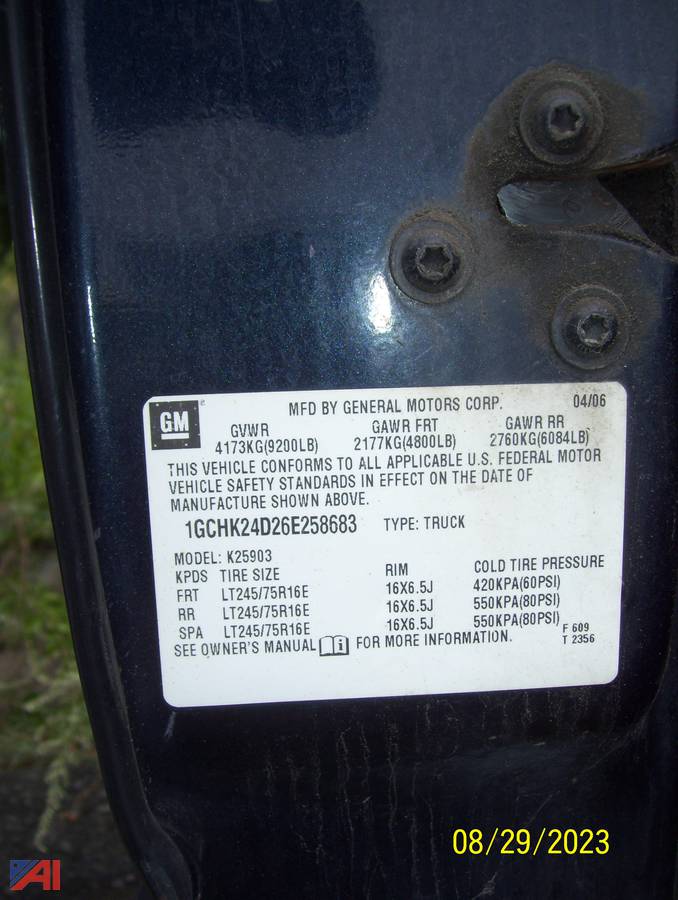 GM MFD BY GENERAL MOTORS CORP. 04/06
GVWR GAWR FRT GAWR RR
4173KG(9200LB) 2177KG(4800LB) 2760KG(6084LB)
THIS VEHICLE CONFORMS TO ALL APPLICABLE U.S. FEDERAL MOTOR
VEHICLE SAFETY STANDARDS IN EFFECT ON THE DATE OF
MANUFACTURE SHOWN ABOVE.
1GCHK24D26E258683 TYPE: TRUCK
MODEL: K25903
KPDS TIRE SIZE RIM COLD TIRE PRESSURE
FRT LT245/75R16E 16X6.5J 420KPA(60PSI)
RR LT245/75R16E 16X6.5J 550KPA(80PSI)
SPA LT245/75R16E 16X6.5J 550KPA(80PSI)
SEE OWNER'S MANUAL i FOR MORE INFORMATION.
F 609
T 2356
08/29/2023
AI